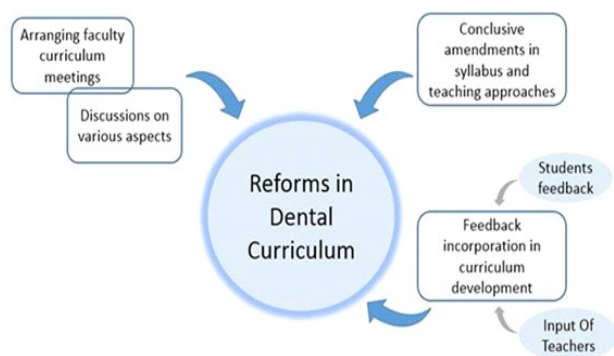 Arranging faculty
curriculum
meetings
Discussions on
various aspects
Conclusive
amendments in
syllabus and
teaching approaches
Reforms in
Dental
Curriculum
Students
feedback
Feedback
incorporation in
curriculum
development
Input Of
Teachers